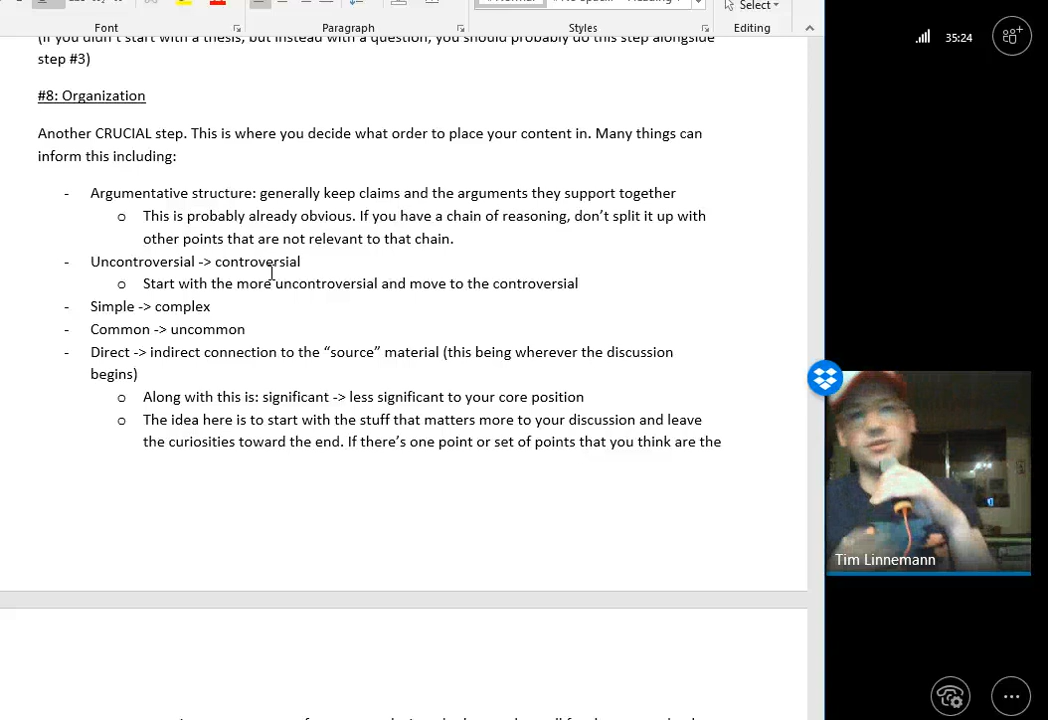 Select
Font
Paragraph
Styles
Editing
35:24
(If you didn't start with a thesis, but instead with a question, you should probably do this step alongside
step #3)
#8: Organization
Another CRUCIAL step. This is where you decide what order to place your content in. Many things can
inform this including:
- Argumentative structure: generally keep claims and the arguments they support together
o This is probably already obvious. If you have a chain of reasoning, don't split it up with
other points that are not relevant to that chain.
- Uncontroversial -> controversial
o Start with the more uncontroversial and move to the controversial
- Simple -> complex
- Common -> uncommon
- Direct -> indirect connection to the “source” material (this being wherever the discussion
begins)
o Along with this is: significant -> less significant to your core position
o The idea here is to start with the stuff that matters more to your discussion and leave
the curiosities toward the end. If there's one point or set of points that you think are the
Tim Linnemann